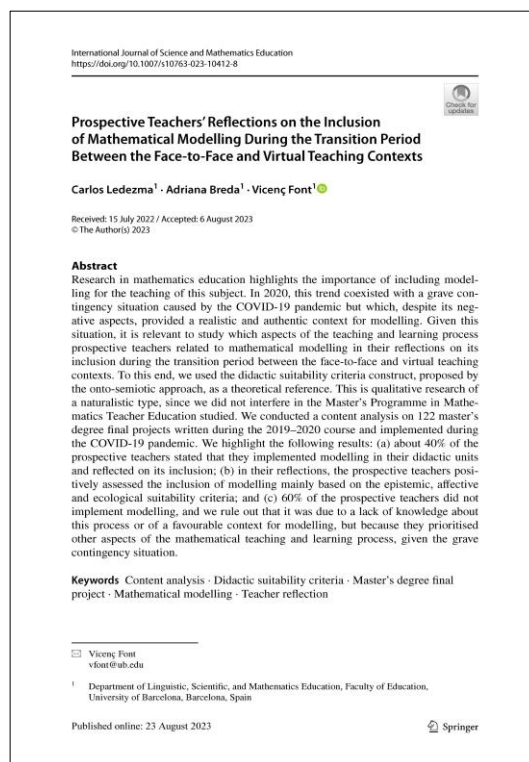 International Journal of Science and Mathematics Education
https://doi.org/10.1007/s10763-023-10412-8
Check for
updates
Prospective Teachers' Reflections on the Inclusion
of Mathematical Modelling During the Transition Period
Between the Face-to-Face and Virtual Teaching Contexts
Carlos Ledezma¹ · Adriana Breda¹ · Vicenç Font¹
Received: 15 July 2022 / Accepted: 6 August 2023
© The Author(s) 2023
Abstract
Research in mathematics education highlights the importance of including model-
ling for the teaching of this subject. In 2020, this trend coexisted with a grave con-
tingency situation caused by the COVID-19 pandemic but which, despite its neg-
ative aspects, provided a realistic and authentic context for modelling. Given this
situation, it is relevant to study which aspects of the teaching and learning process
prospective teachers related to mathematical modelling in their reflections on its
inclusion during the transition period between the face-to-face and virtual teaching
contexts. To this end, we used the didactic suitability criteria construct, proposed by
the onto-semiotic approach, as a theoretical reference. This is qualitative research of
a naturalistic type, since we did not interfere in the Master's Programme in Mathe-
matics Teacher Education studied. We conducted a content analysis on 122 master's
degree final projects written during the 2019–2020 course and implemented during
the COVID-19 pandemic. We highlight the following results: (a) about 40% of the
prospective teachers stated that they implemented modelling in their didactic units
and reflected on its inclusion; (b) in their reflections, the prospective teachers posi-
tively assessed the inclusion of modelling mainly based on the epistemic, affective
and ecological suitability criteria; and (c) 60% of the prospective teachers did not
implement modelling, and we rule out that it was due to a lack of knowledge about
this process or of a favourable context for modelling, but because they prioritised
other aspects of the mathematical teaching and learning process, given the grave
contingency situation.
Keywords Content analysis · Didactic suitability criteria · Master's degree final
project · Mathematical modelling · Teacher reflection
Vicenç Font
vfont@ub.edu
1 Department of Linguistic, Scientific, and Mathematics Education, Faculty of Education,
University of Barcelona, Barcelona, Spain
Published online: 23 August 2023
Springer